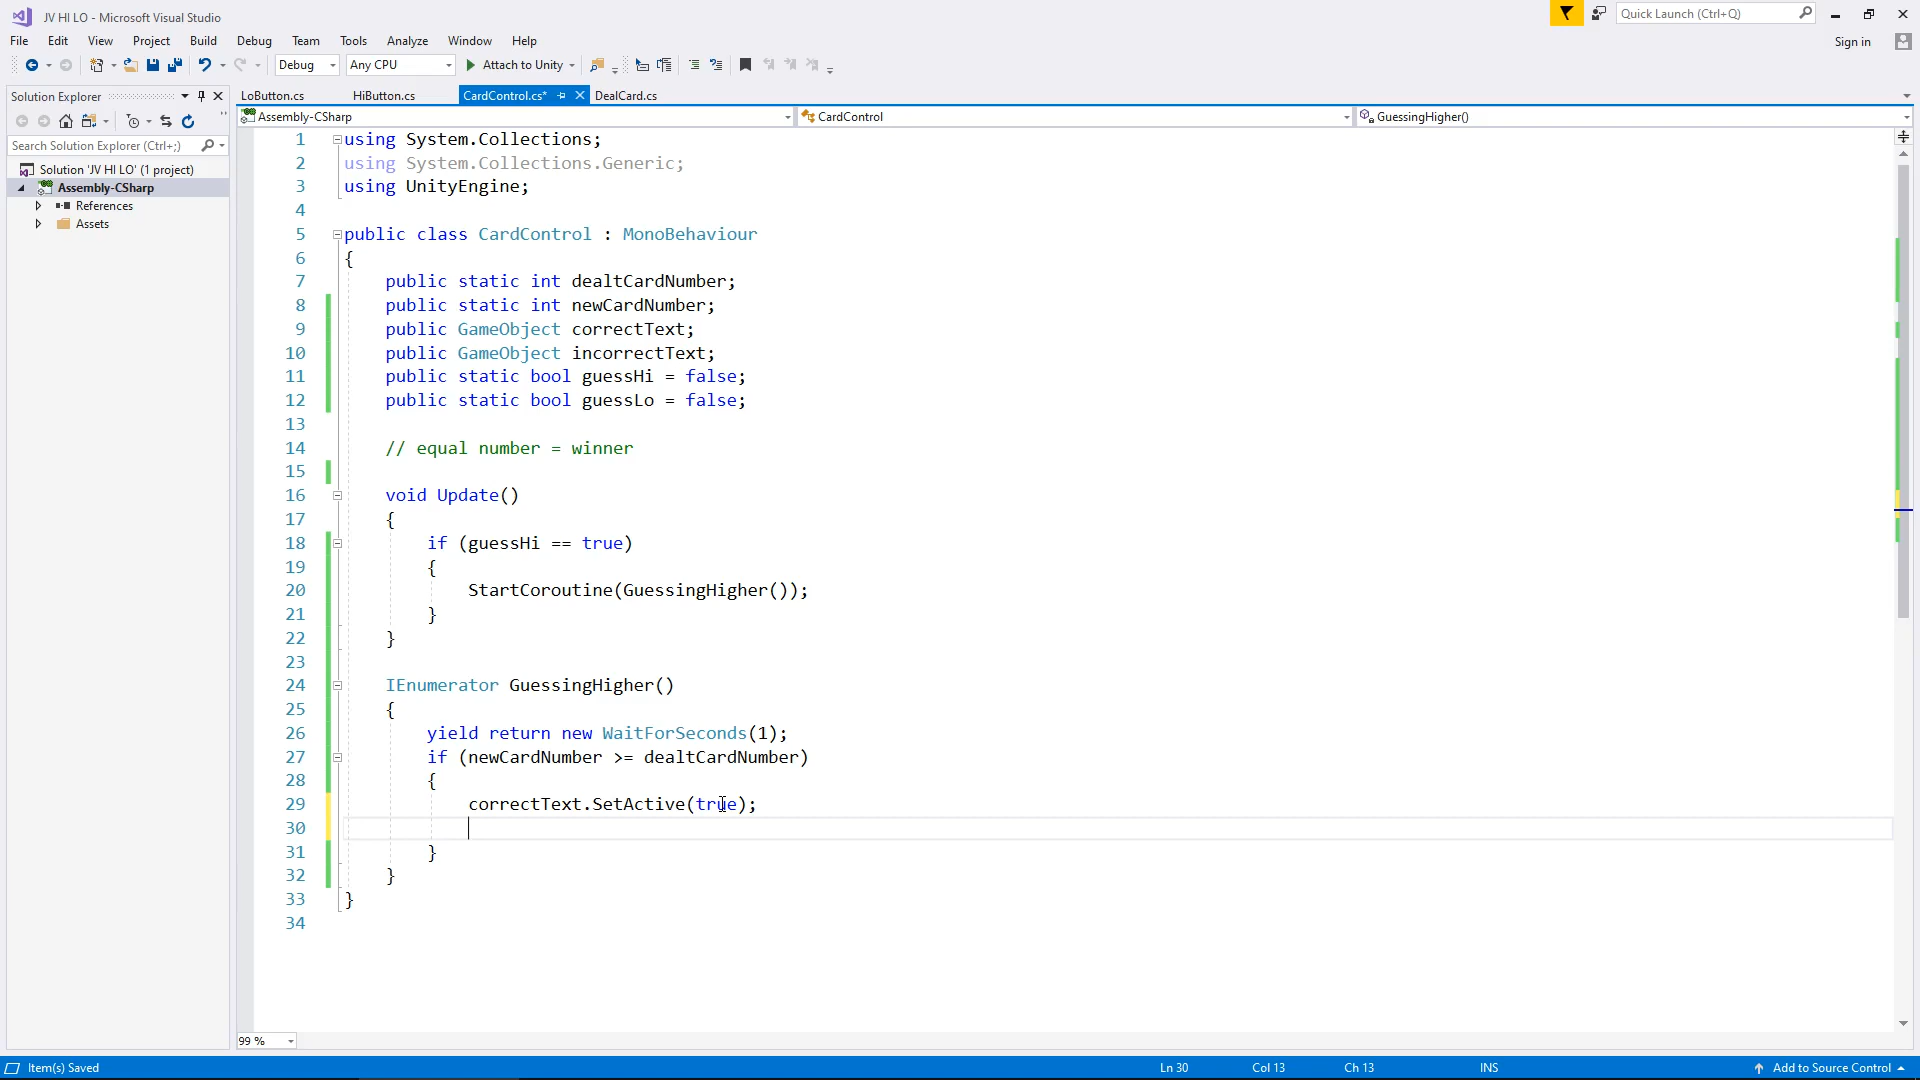 JV HI LO - Microsoft Visual Studio
Quick Launch (Ctrl+Q)
File Edit View Project Build Debug Team Tools Analyze Window Help
Sign in
Debug Any CPU Attach to Unity
Solution Explorer
LoButton.cs HiButton.cs CardControl.cs* DealCard.cs
Assembly-CSharp CardControl GuessingHigher()
Search Solution Explorer (Ctrl+;)
Solution 'JV HI LO' (1 project)
Assembly-CSharp
References
Assets
1 using System.Collections;
2 using System.Collections.Generic;
3 using UnityEngine;
4
5 public class CardControl : MonoBehaviour
6 {
7 public static int dealtCardNumber;
8 public static int newCardNumber;
9 public GameObject correctText;
10 public GameObject incorrectText;
11 public static bool guessHi = false;
12 public static bool guessLo = false;
13
14 // equal number = winner
15
16 void Update()
17 {
18 if (guessHi == true)
19 {
20 StartCoroutine(GuessingHigher());
21 }
22 }
23
24 IEnumerator GuessingHigher()
25 {
26 yield return new WaitForSeconds(1);
27 if (newCardNumber >= dealtCardNumber)
28 {
29 correctText.SetActive(true);
30
31 }
32 }
33 }
34
99 %
Item(s) Saved Ln 30 Col 13 Ch 13 INS Add to Source Control